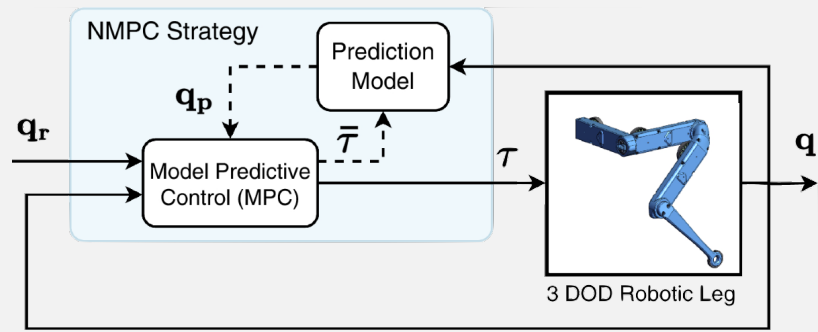 NMPC Strategy
Prediction
Model
q_p
q_r
τ̄
τ
q
Model Predictive
Control (MPC)
3 DOD Robotic Leg